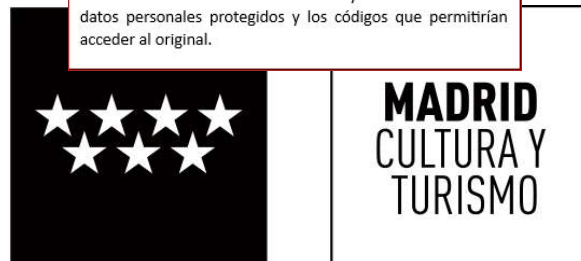 datos personales protegidos y los códigos que permitirían
acceder al original.
MADRID
CULTURA Y
TURISMO